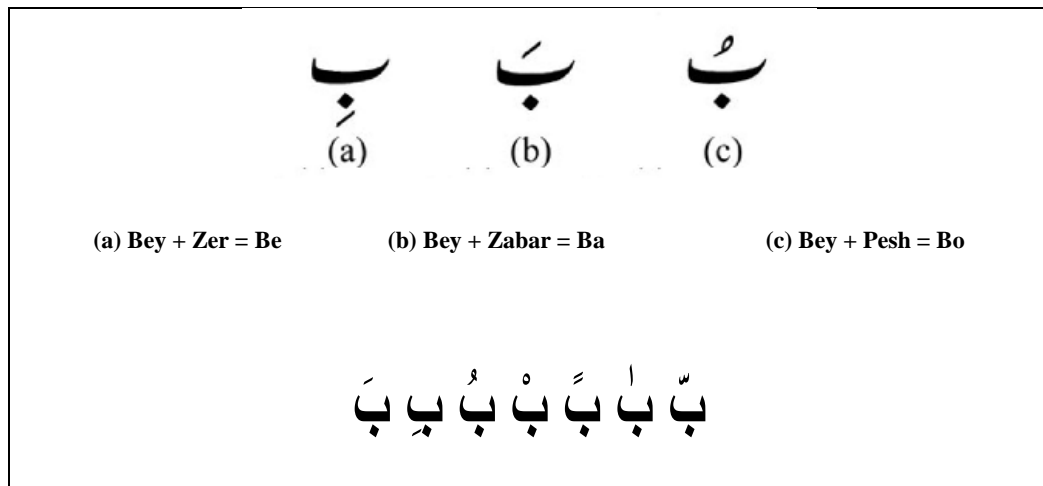 بِ بَ بُ
(a) (b) (c)
(a) Bey + Zer = Be (b) Bey + Zabar = Ba (c) Bey + Pesh = Bo
بّ بٰ بً بْ بُ بِ بَ